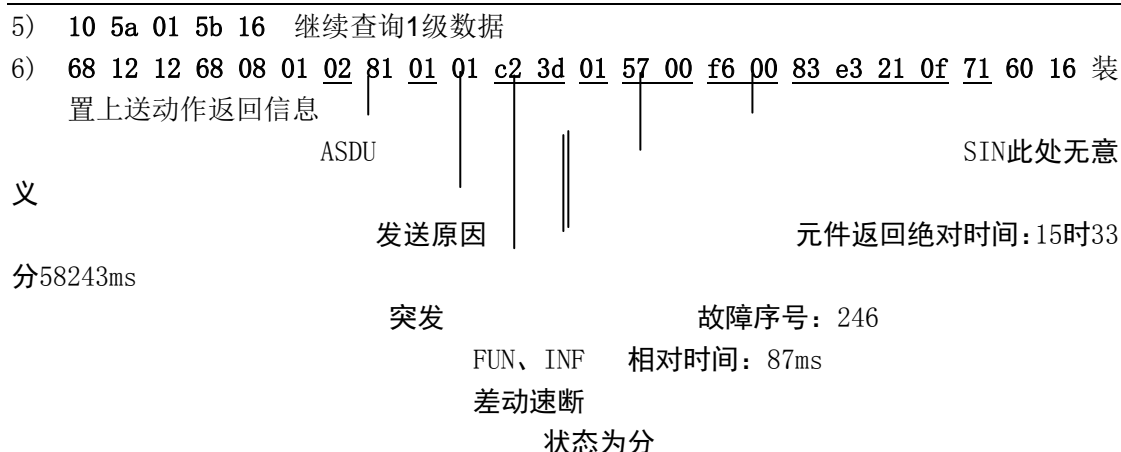 5) 10 5a 01 5b 16 继续查询1级数据
6) 68 12 12 68 08 01 02 81 01 01 c2 3d 01 57 00 f6 00 83 e3 21 0f 71 60 16 装
置上送动作返回信息
ASDU SIN此处无意
义
发送原因 元件返回绝对时间:15时33
分58243ms
突发 故障序号：246
FUN、INF 相对时间：87ms
差动速断
状态为分